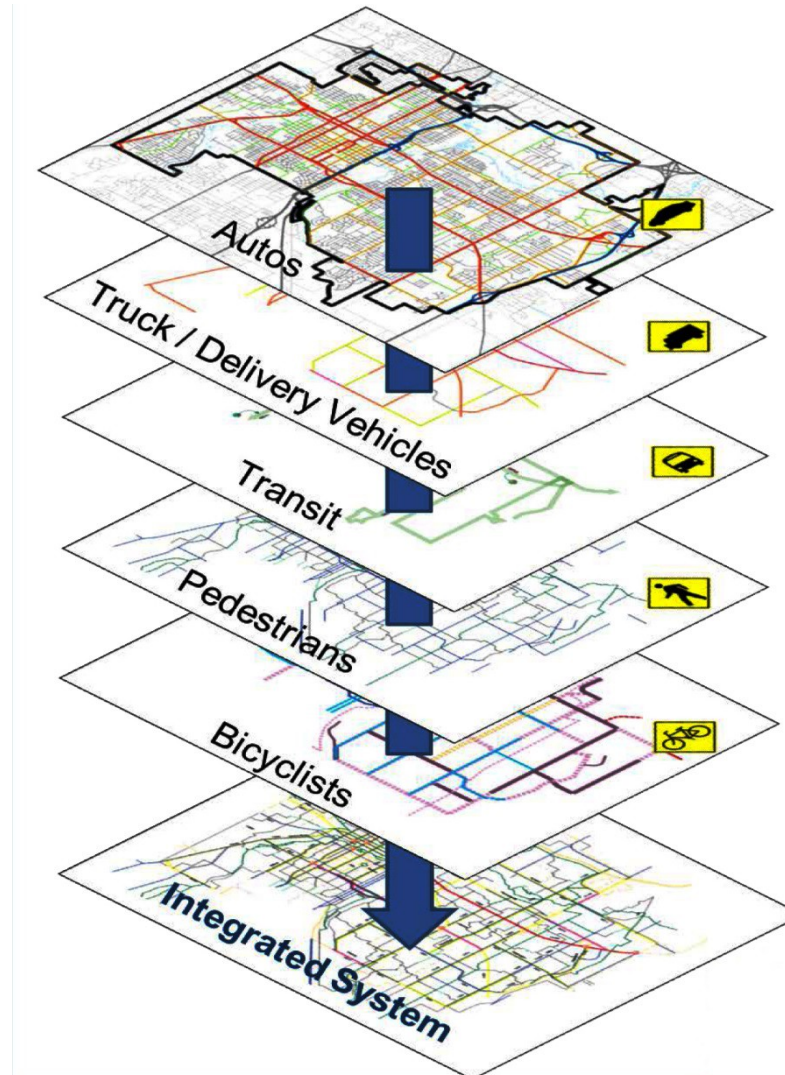 Autos
Truck / Delivery Vehicles
Transit
Pedestrians
Bicyclists
Integrated System